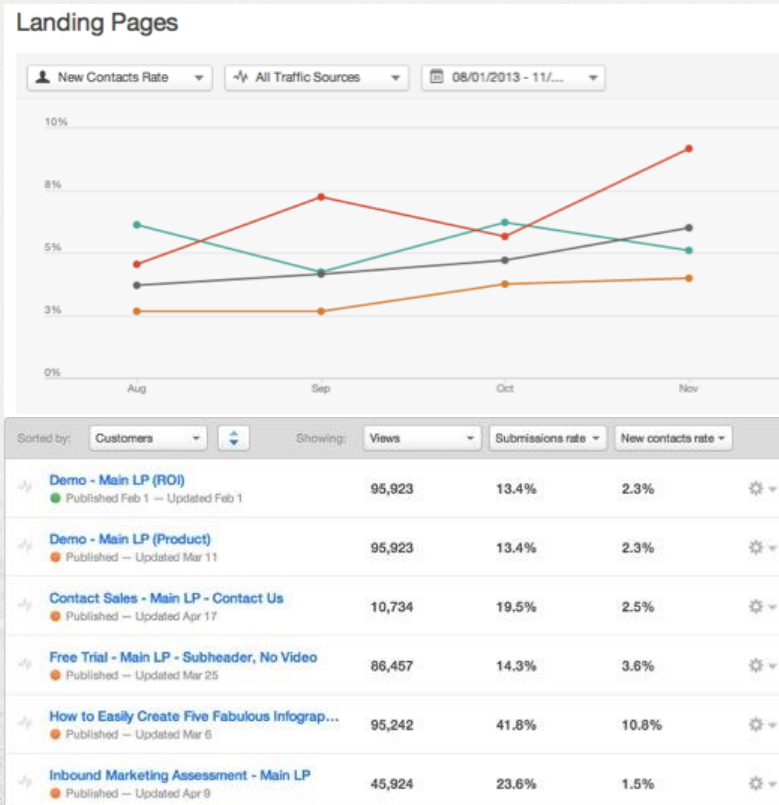 Landing Pages
New Contacts Rate All Traffic Sources 08/01/2013 - 11/...
10%
8%
5%
3%
0%
Aug Sep Oct Nov
Sorted by: Customers Showing: Views Submissions rate New contacts rate
Demo - Main LP (ROI)
Published Feb 1 — Updated Feb 1
95,923 13.4% 2.3%
Demo - Main LP (Product)
Published — Updated Mar 11
95,923 13.4% 2.3%
Contact Sales - Main LP - Contact Us
Published — Updated Apr 17
10,734 19.5% 2.5%
Free Trial - Main LP - Subheader, No Video
Published — Updated Mar 25
86,457 14.3% 3.6%
How to Easily Create Five Fabulous Infograp...
Published — Updated Mar 6
95,242 41.8% 10.8%
Inbound Marketing Assessment - Main LP
Published — Updated Apr 9
45,924 23.6% 1.5%